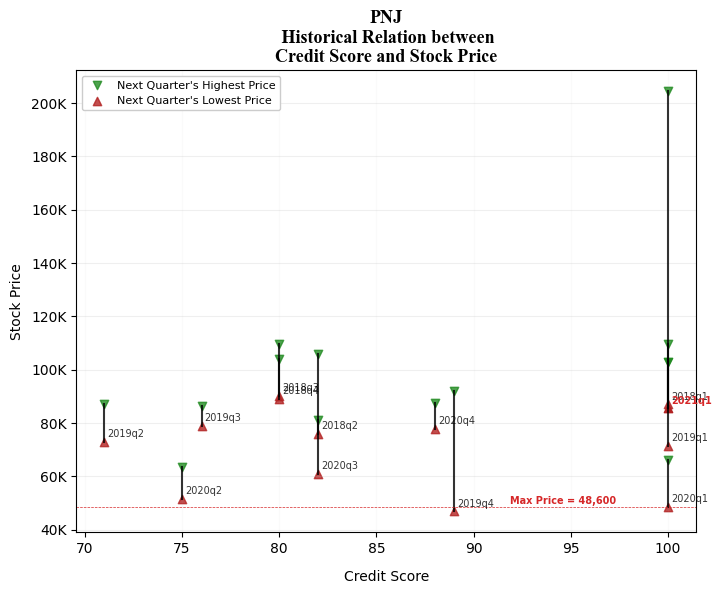 PNJ
Historical Relation between
Credit Score and Stock Price
Next Quarter's Highest Price
Next Quarter's Lowest Price
200K
180K
160K
140K
120K
100K
80K
60K
40K
Stock Price
2019q2
2020q2
2019q3
2018q3
2018q4
2018q2
2020q3
2020q4
2019q4
2018q1
2021q1
2019q1
2020q1
Max Price = 48,600
70
75
80
85
90
95
100
Credit Score